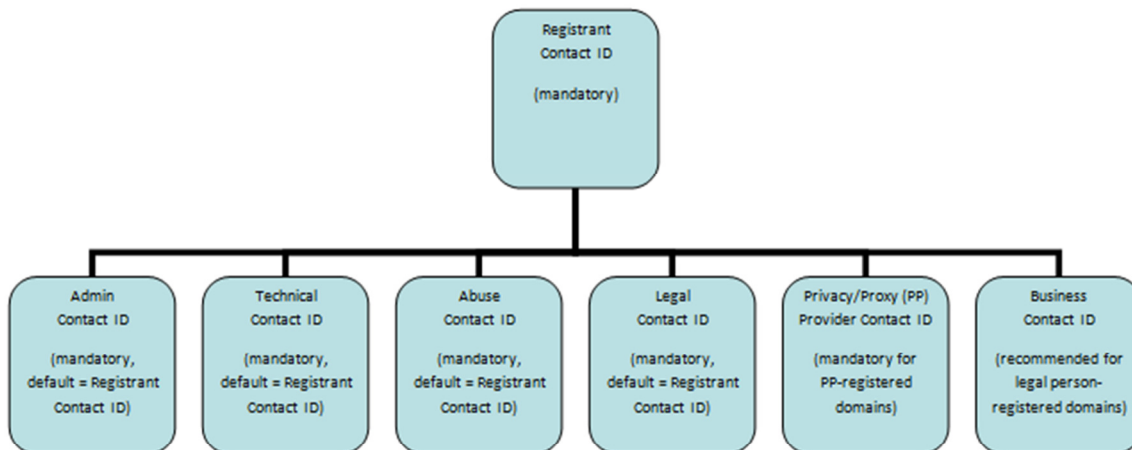 Registrant
Contact ID
(mandatory)
Admin
Contact ID
(mandatory,
default = Registrant
Contact ID)
Technical
Contact ID
(mandatory,
default = Registrant
Contact ID)
Abuse
Contact ID
(mandatory,
default = Registrant
Contact ID)
Legal
Contact ID
(mandatory,
default = Registrant
Contact ID)
Privacy/Proxy (PP)
Provider Contact ID
(mandatory for
PP-registered
domains)
Business
Contact ID
(recommended for
legal person-
registered domains)